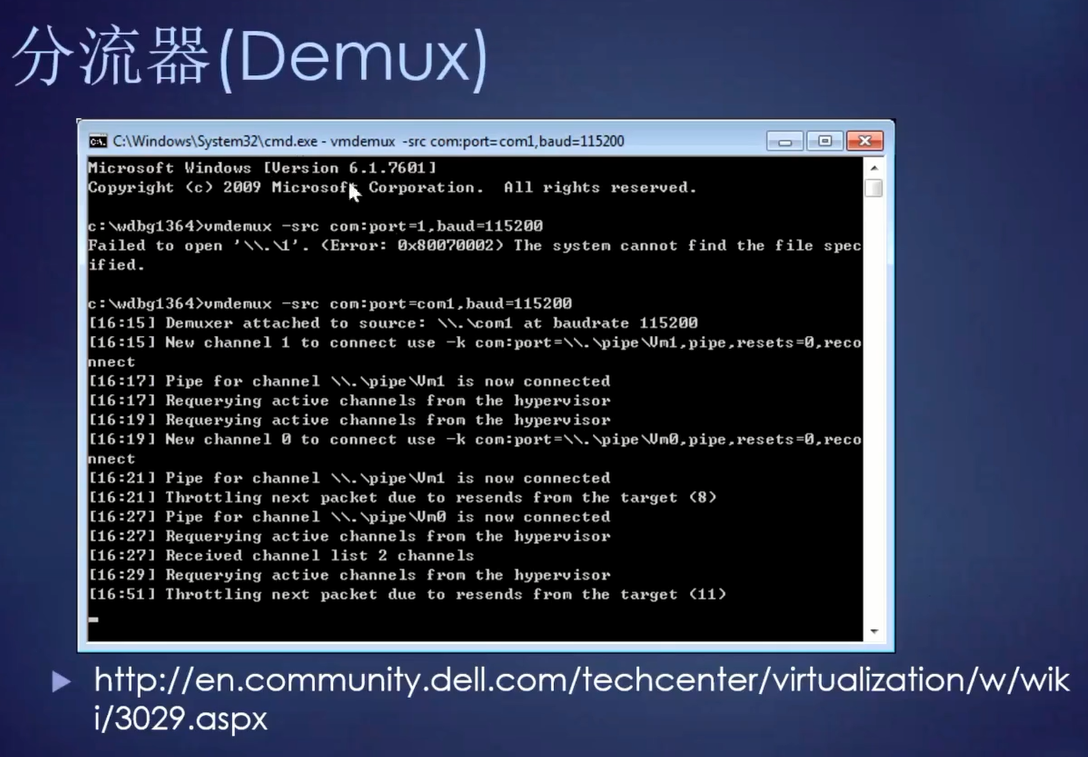 分流器(Demux)
C:\Windows\System32\cmd.exe - vmdemux -src com:port=com1,baud=115200
Microsoft Windows [Version 6.1.7601]
Copyright (c) 2009 Microsoft Corporation.  All rights reserved.
c:\wdbg1364>vmdemux -src com:port=1,baud=115200
Failed to open '\\.\1'. (Error: 0x80070002) The system cannot find the file spec
ified.
c:\wdbg1364>vmdemux -src com:port=com1,baud=115200
[16:15] Demuxer attached to source: \\.\com1 at baudrate 115200
[16:15] New channel 1 to connect use -k com:port=\\.\pipe\Vm1,pipe,resets=0,reco
nnect
[16:17] Pipe for channel \\.\pipe\Vm1 is now connected
[16:17] Requerying active channels from the hypervisor
[16:19] Requerying active channels from the hypervisor
[16:19] New channel 0 to connect use -k com:port=\\.\pipe\Vm0,pipe,resets=0,reco
nnect
[16:21] Pipe for channel \\.\pipe\Vm1 is now connected
[16:21] Throttling next packet due to resends from the target (8)
[16:27] Pipe for channel \\.\pipe\Vm0 is now connected
[16:27] Requerying active channels from the hypervisor
[16:27] Received channel list 2 channels
[16:29] Requerying active channels from the hypervisor
[16:51] Throttling next packet due to resends from the target (11)
http://en.community.dell.com/techcenter/virtualization/w/wik
i/3029.aspx